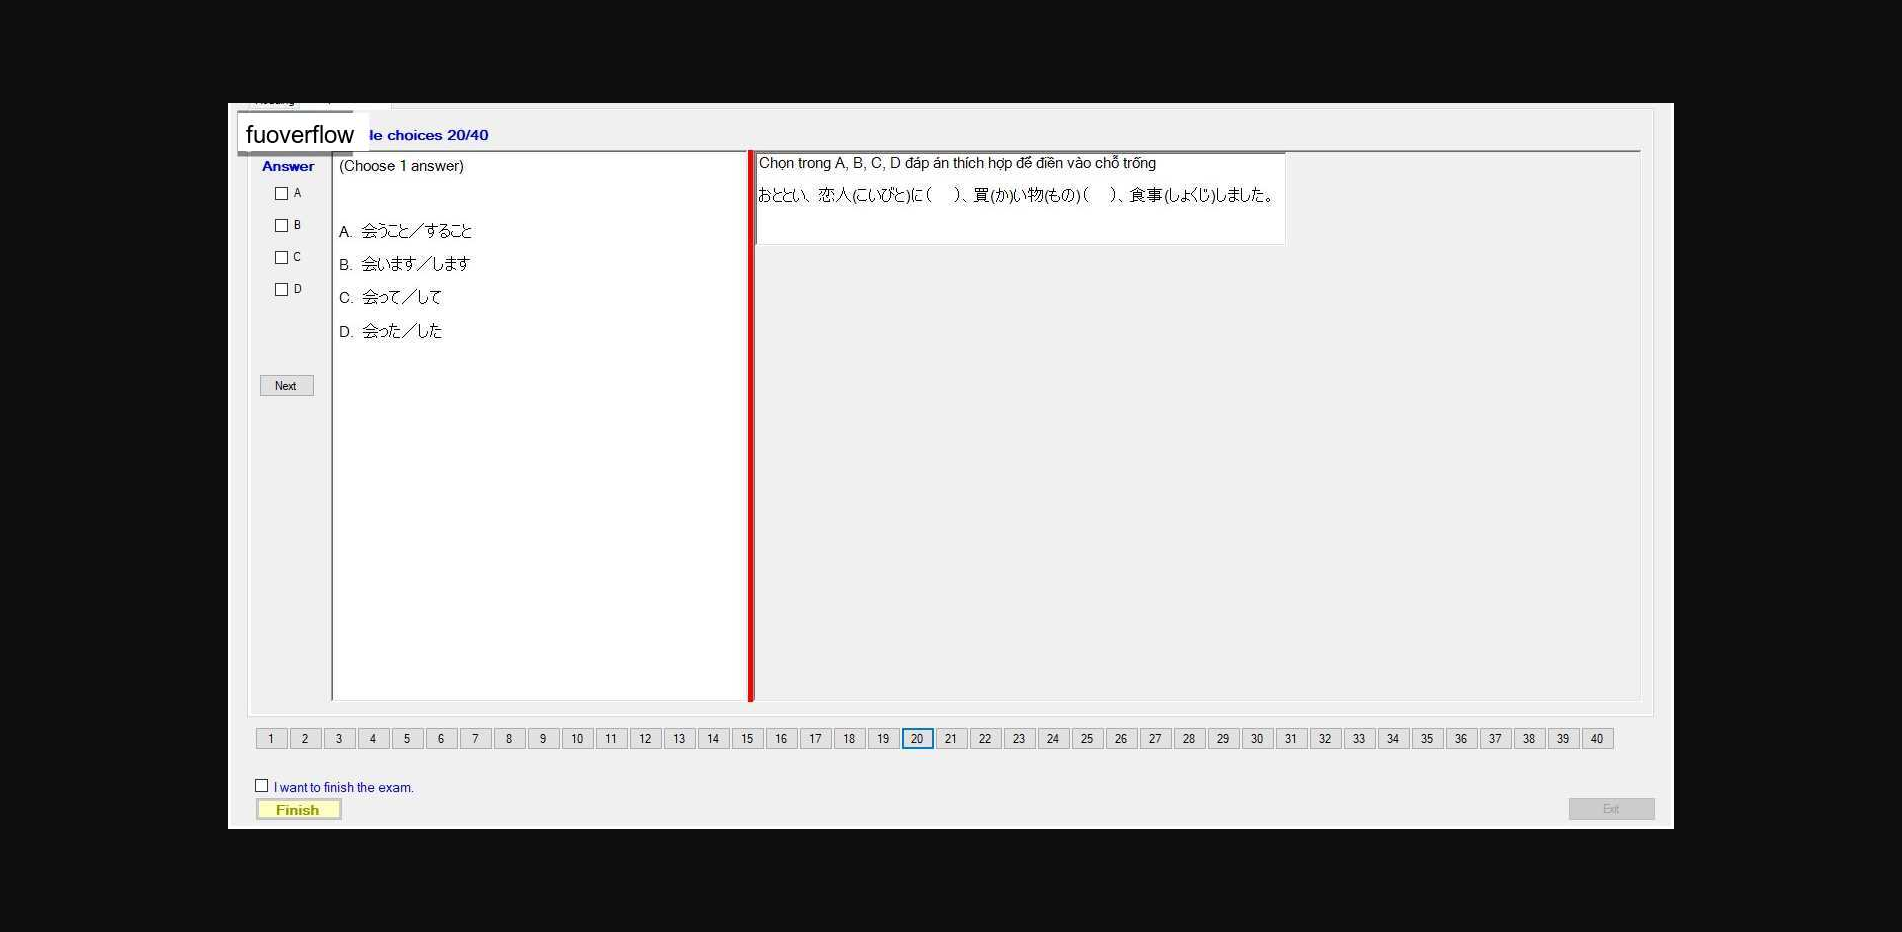 fuoverflow
le choices 20/40
Answer
(Choose 1 answer)
A
B
C
D
A. 会うこと／すること
B. 会います／します
C. 会って／して
D. 会った／した
Next
Chọn trong A, B, C, D đáp án thích hợp để điền vào chỗ trống
おととい、恋人(こいびと)に（　）、買(か)い物(もの)（　）、食事(しょくじ)しました。
1 2 3 4 5 6 7 8 9 10 11 12 13 14 15 16 17 18 19 20 21 22 23 24 25 26 27 28 29 30 31 32 33 34 35 36 37 38 39 40
I want to finish the exam.
Finish
Exit